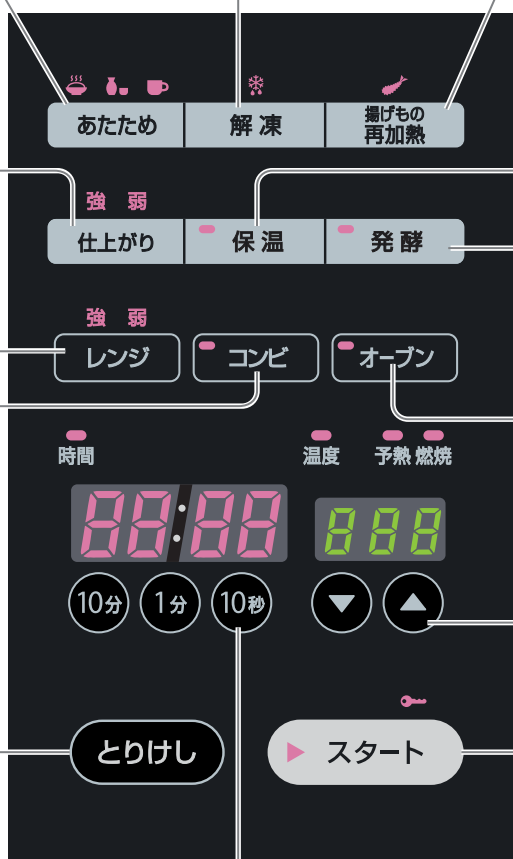 あたため 解凍 揚げもの
再加熱
強 弱
仕上がり 保温 発酵
強 弱
レンジ コンビ オーブン
時間 温度 予熱 燃焼
88:88 888
10分 1分 10秒 ▼ ▲
とりけし ▶ スタート